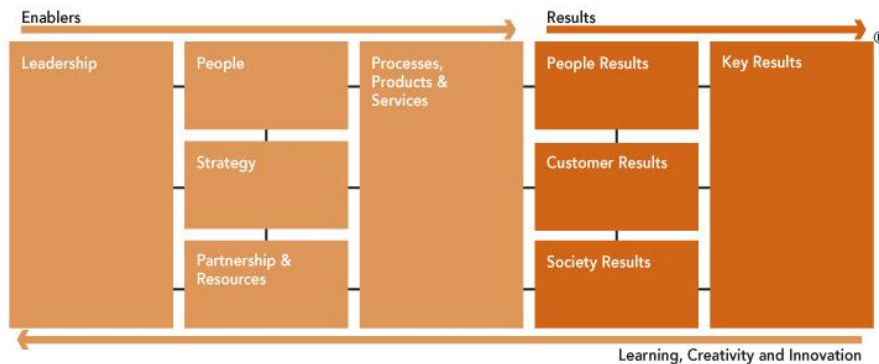 Enablers
Results
®
Leadership
People
Processes,
Products &
Services
People Results
Key Results
Strategy
Customer Results
Partnership &
Resources
Society Results
Learning, Creativity and Innovation